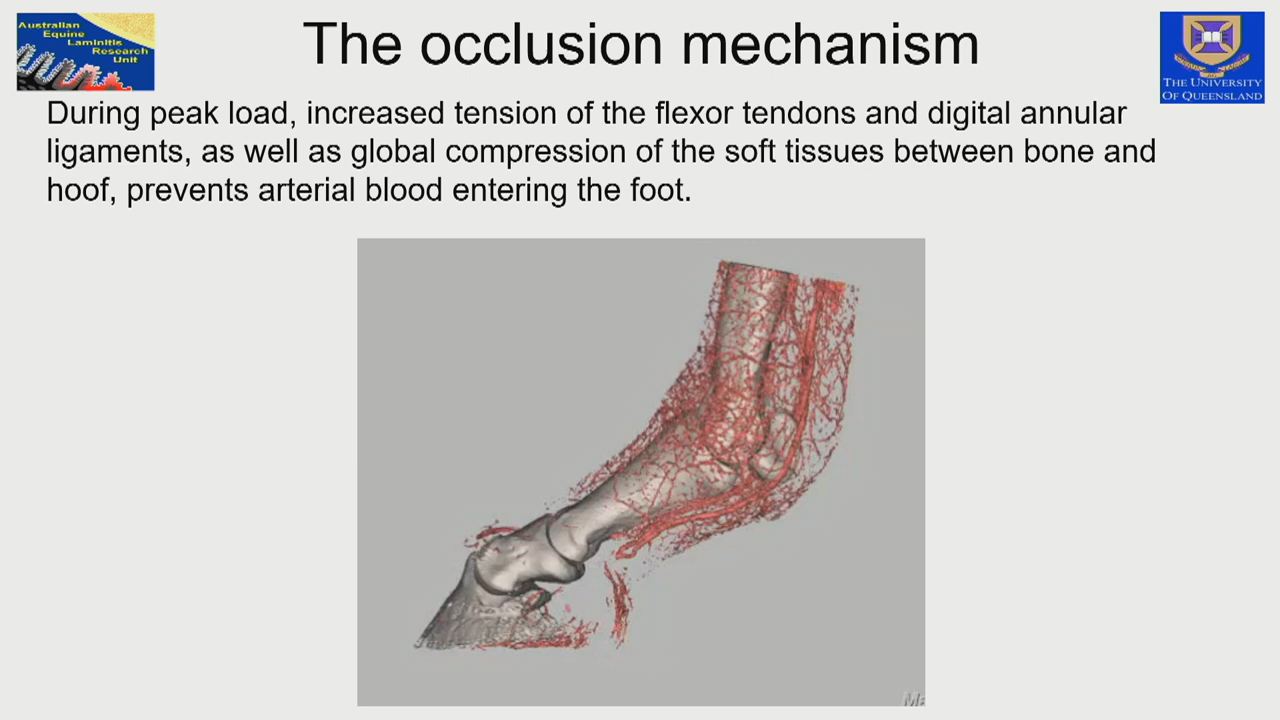 Australian
Equine
Laminitis
Research
Unit
The occlusion mechanism
THE UNIVERSITY
OF QUEENSLAND
During peak load, increased tension of the flexor tendons and digital annular
ligaments, as well as global compression of the soft tissues between bone and
hoof, prevents arterial blood entering the foot.